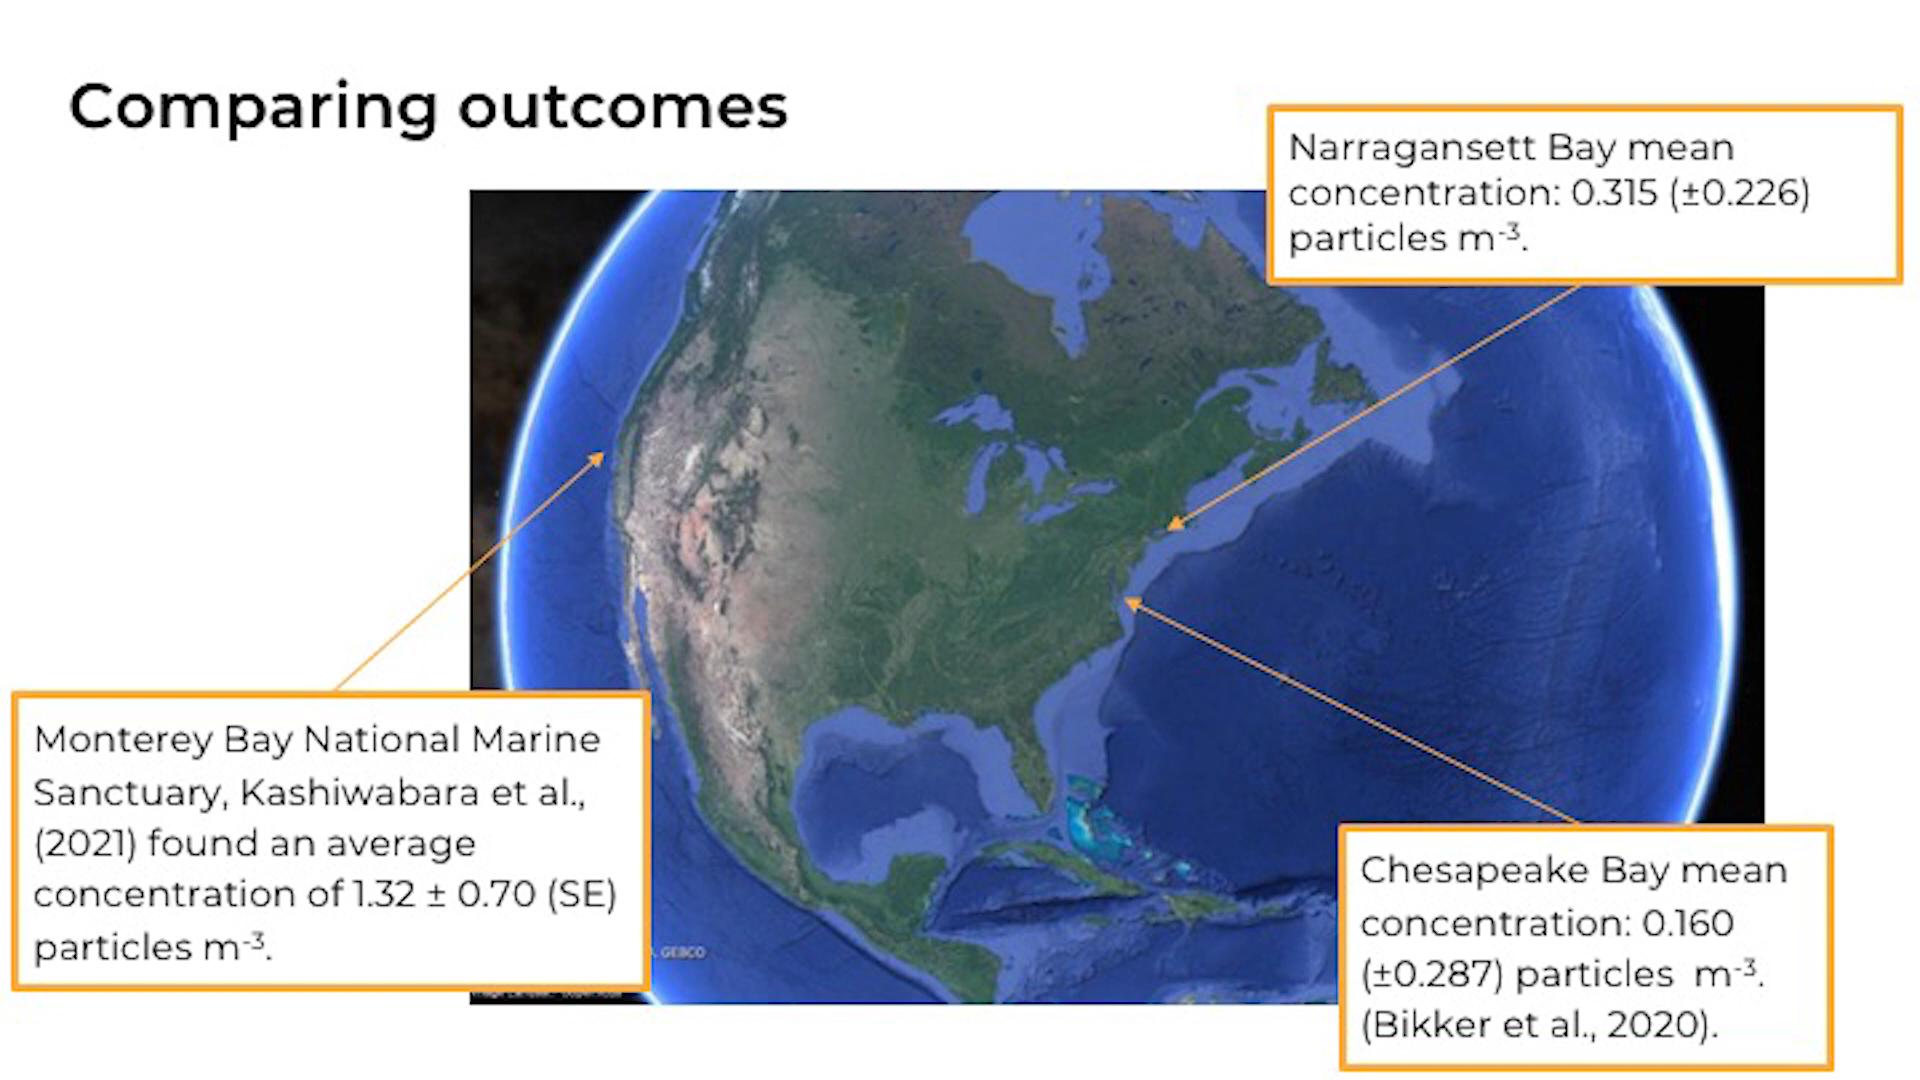 Comparing outcomes
Narragansett Bay mean
concentration: 0.315 (±0.226)
particles m⁻³.
Monterey Bay National Marine
Sanctuary, Kashiwabara et al.,
(2021) found an average
concentration of 1.32 ± 0.70 (SE)
particles m⁻³.
GEBCO
Chesapeake Bay mean
concentration: 0.160
(±0.287) particles  m⁻³.
(Bikker et al., 2020).